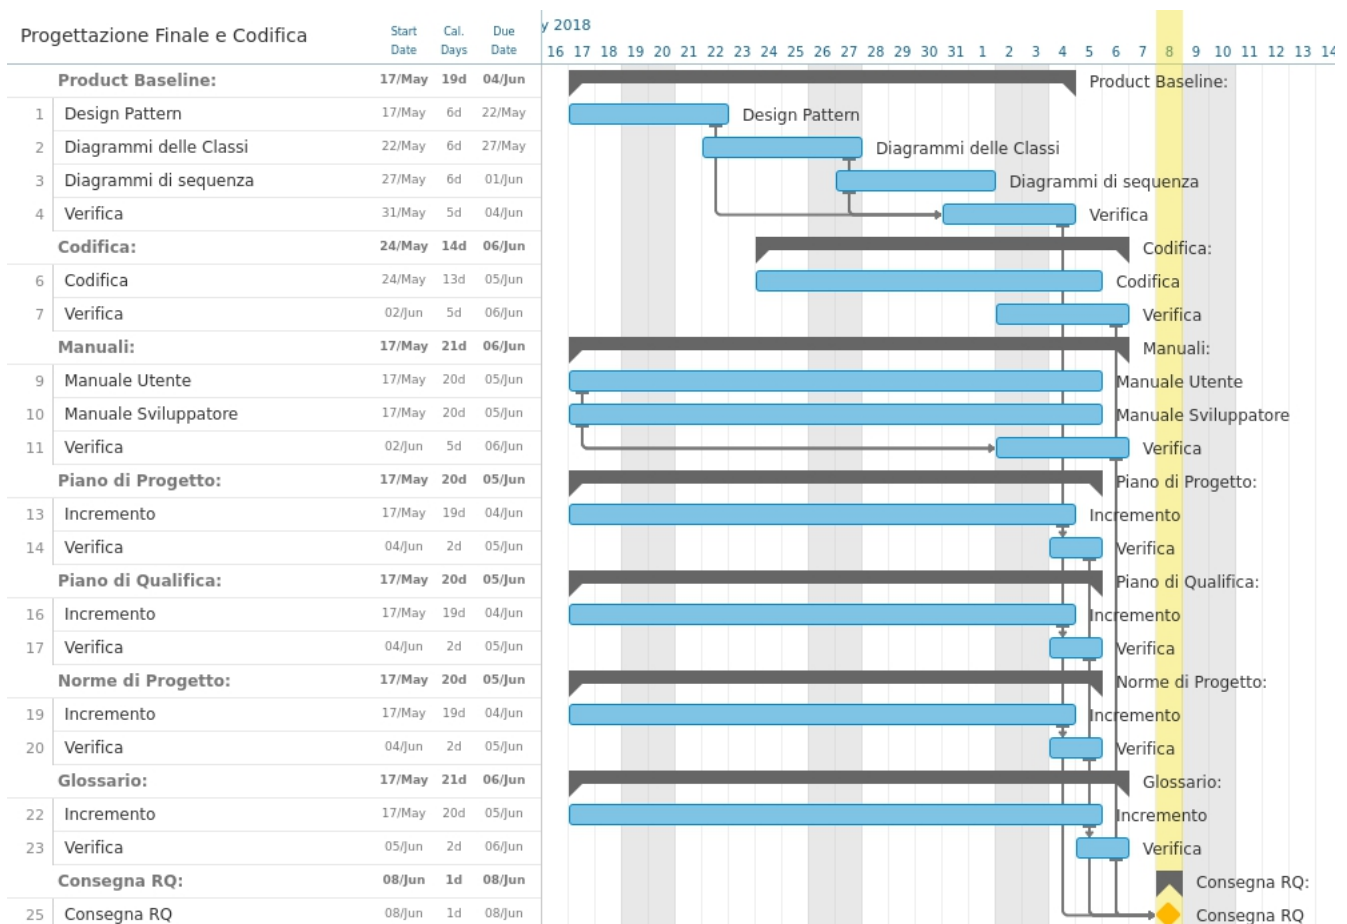 y 2018
Progettazione Finale e Codifica Start Date Cal. Days Due Date 16 17 18 19 20 21 22 23 24 25 26 27 28 29 30 31 1 2 3 4 5 6 7 8 9 10 11 12 13 14
Product Baseline: 17/May 19d 04/Jun Product Baseline:
1 Design Pattern 17/May 6d 22/May Design Pattern
2 Diagrammi delle Classi 22/May 6d 27/May Diagrammi delle Classi
3 Diagrammi di sequenza 27/May 6d 01/Jun Diagrammi di sequenza
4 Verifica 31/May 5d 04/Jun Verifica
Codifica: 24/May 14d 06/Jun Codifica:
6 Codifica 24/May 13d 05/Jun Codifica
7 Verifica 02/Jun 5d 06/Jun Verifica
Manuali: 17/May 21d 06/Jun Manuali:
9 Manuale Utente 17/May 20d 05/Jun Manuale Utente
10 Manuale Sviluppatore 17/May 20d 05/Jun Manuale Sviluppatore
11 Verifica 02/Jun 5d 06/Jun Verifica
Piano di Progetto: 17/May 20d 05/Jun Piano di Progetto:
13 Incremento 17/May 19d 04/Jun Incremento
14 Verifica 04/Jun 2d 05/Jun Verifica
Piano di Qualifica: 17/May 20d 05/Jun Piano di Qualifica:
16 Incremento 17/May 19d 04/Jun Incremento
17 Verifica 04/Jun 2d 05/Jun Verifica
Norme di Progetto: 17/May 20d 05/Jun Norme di Progetto:
19 Incremento 17/May 19d 04/Jun Incremento
20 Verifica 04/Jun 2d 05/Jun Verifica
Glossario: 17/May 21d 06/Jun Glossario:
22 Incremento 17/May 20d 05/Jun Incremento
23 Verifica 05/Jun 2d 06/Jun Verifica
Consegna RQ: 08/Jun 1d 08/Jun Consegna RQ:
25 Consegna RQ 08/Jun 1d 08/Jun Consegna RQ